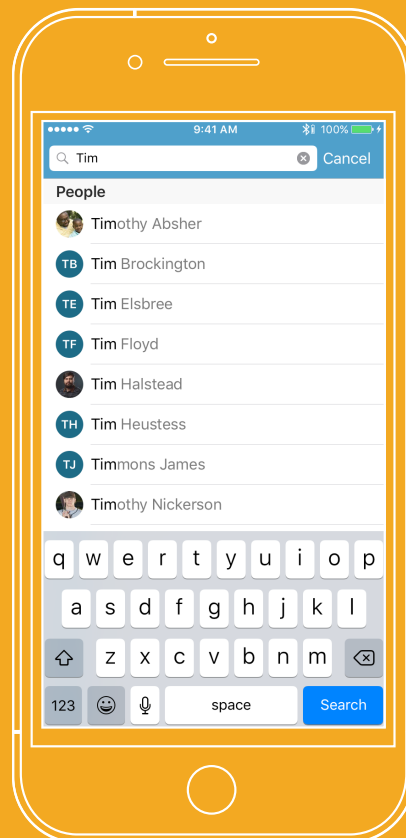 9:41 AM 100%
Tim Cancel
People
Timothy Absher
TB Tim Brockington
TE Tim Elsbree
TF Tim Floyd
Tim Halstead
TH Tim Heustess
TJ Timmons James
Timothy Nickerson
q w e r t y u i o p
a s d f g h j k l
z x c v b n m
123 space Search